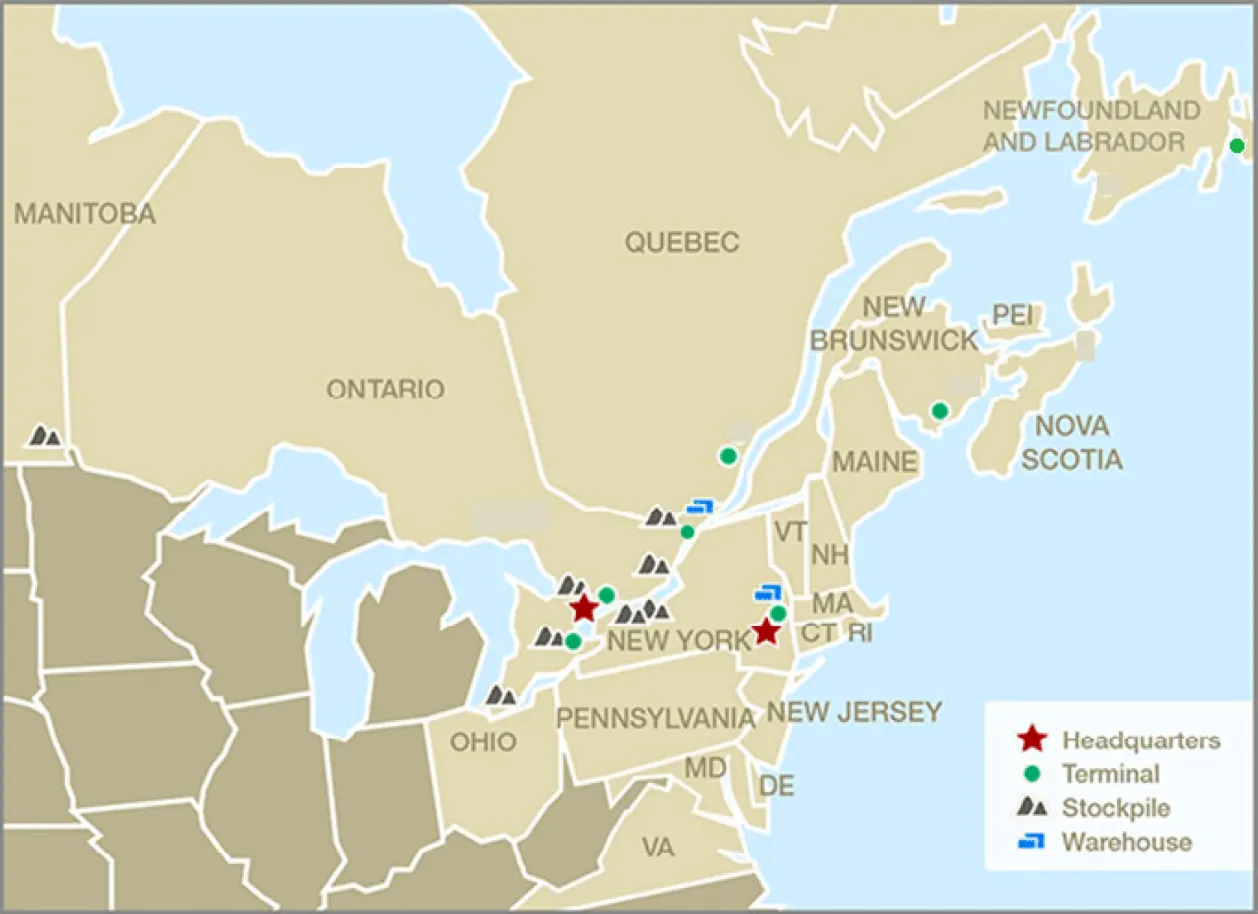 NEWFOUNDLAND
AND LABRADOR
MANITOBA
QUEBEC
NEW
BRUNSWICK
PEI
ONTARIO
NOVA
SCOTIA
MAINE
VT
NH
MA
CT RI
NEW YORK
PENNSYLVANIA
NEW JERSEY
OHIO
MD
DE
VA
Headquarters
Terminal
Stockpile
Warehouse